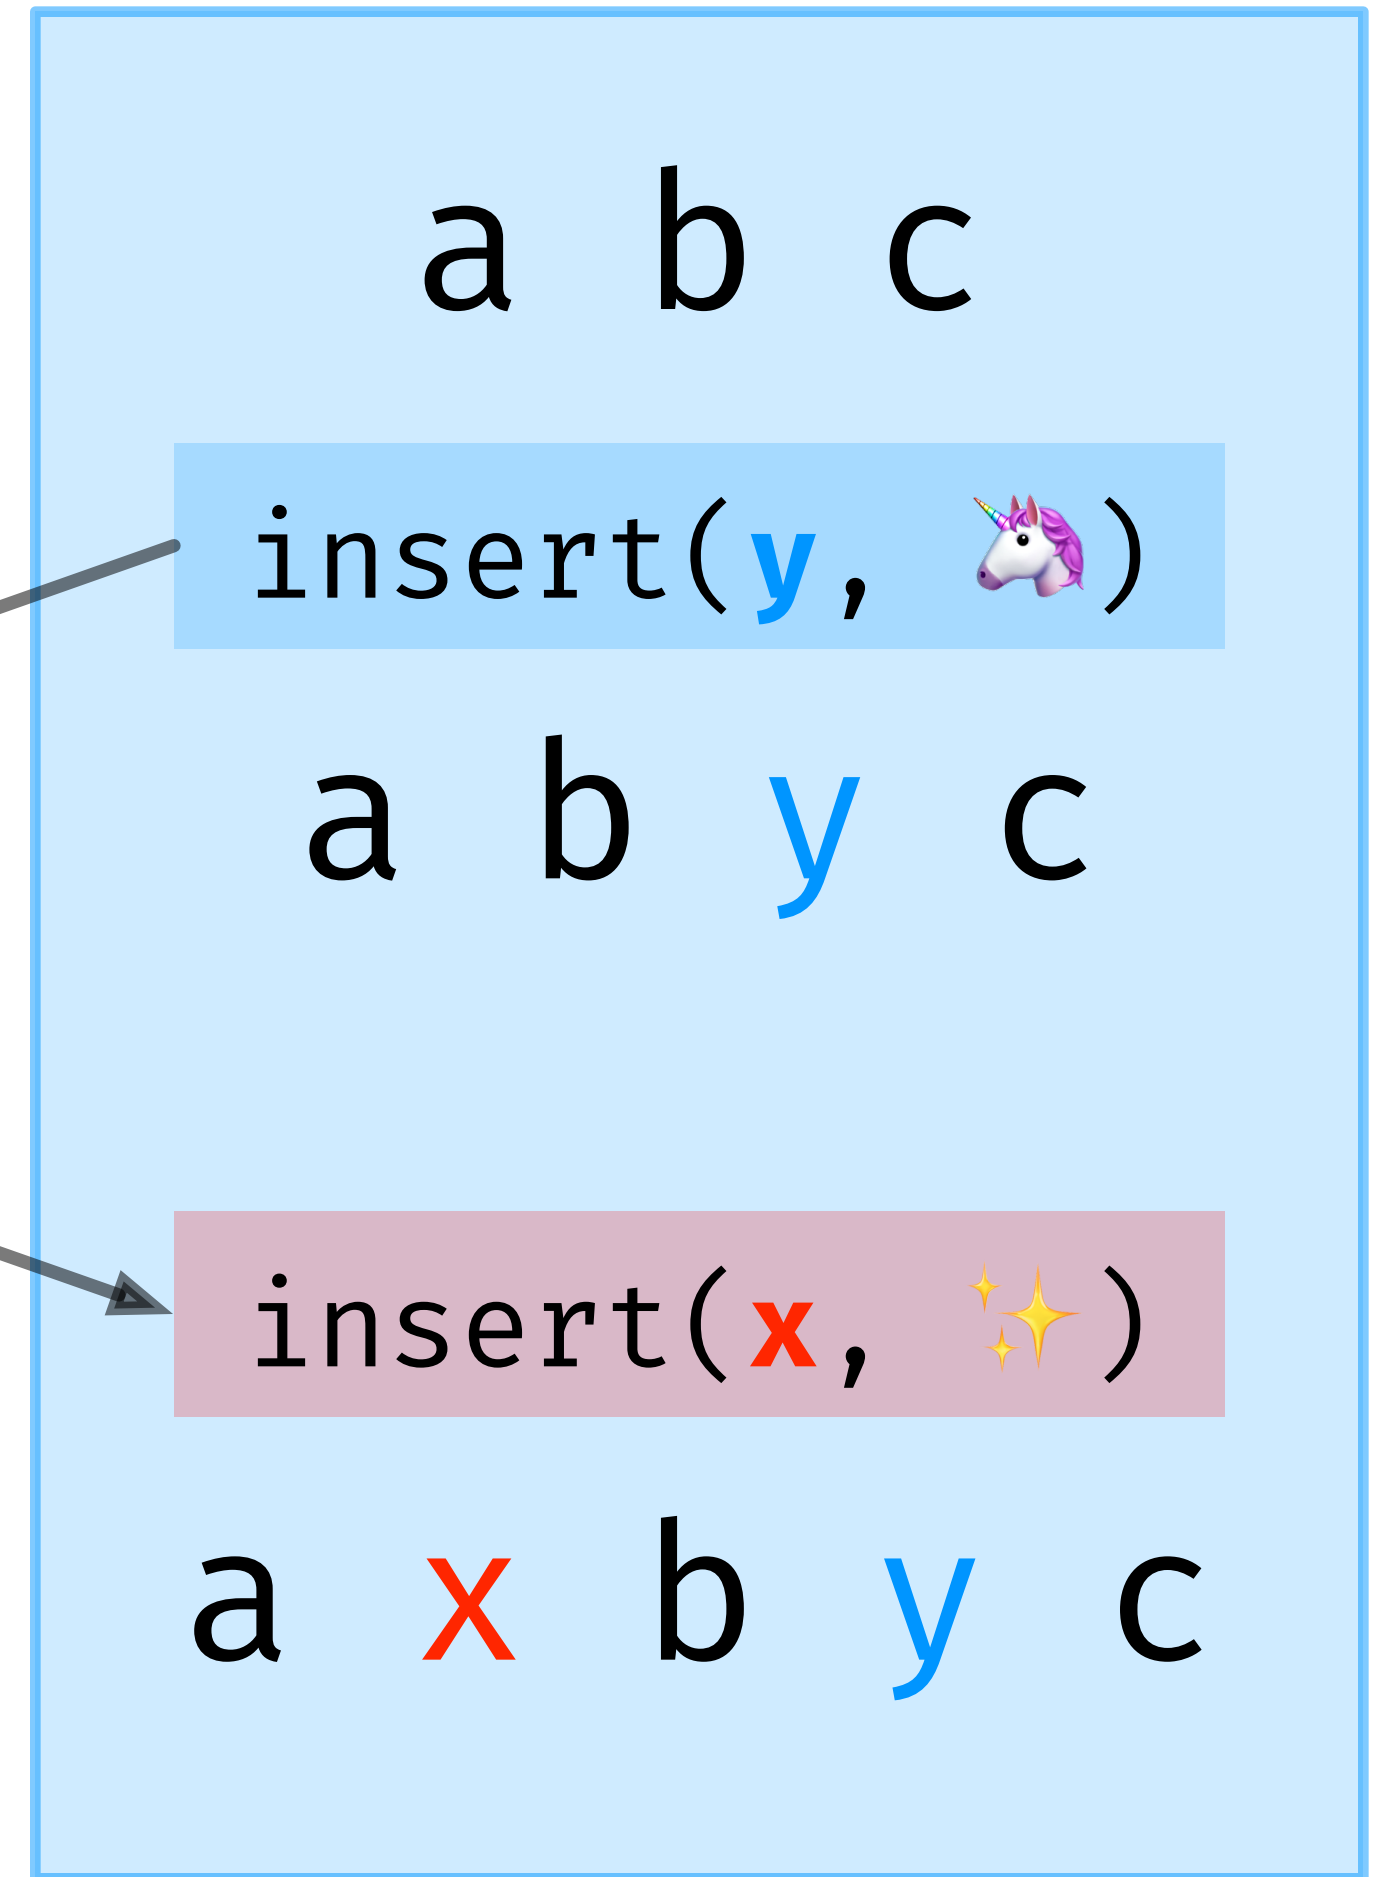 a b c
insert(y, 🦄)
a b y c
insert(x, ✨)
a x b y c